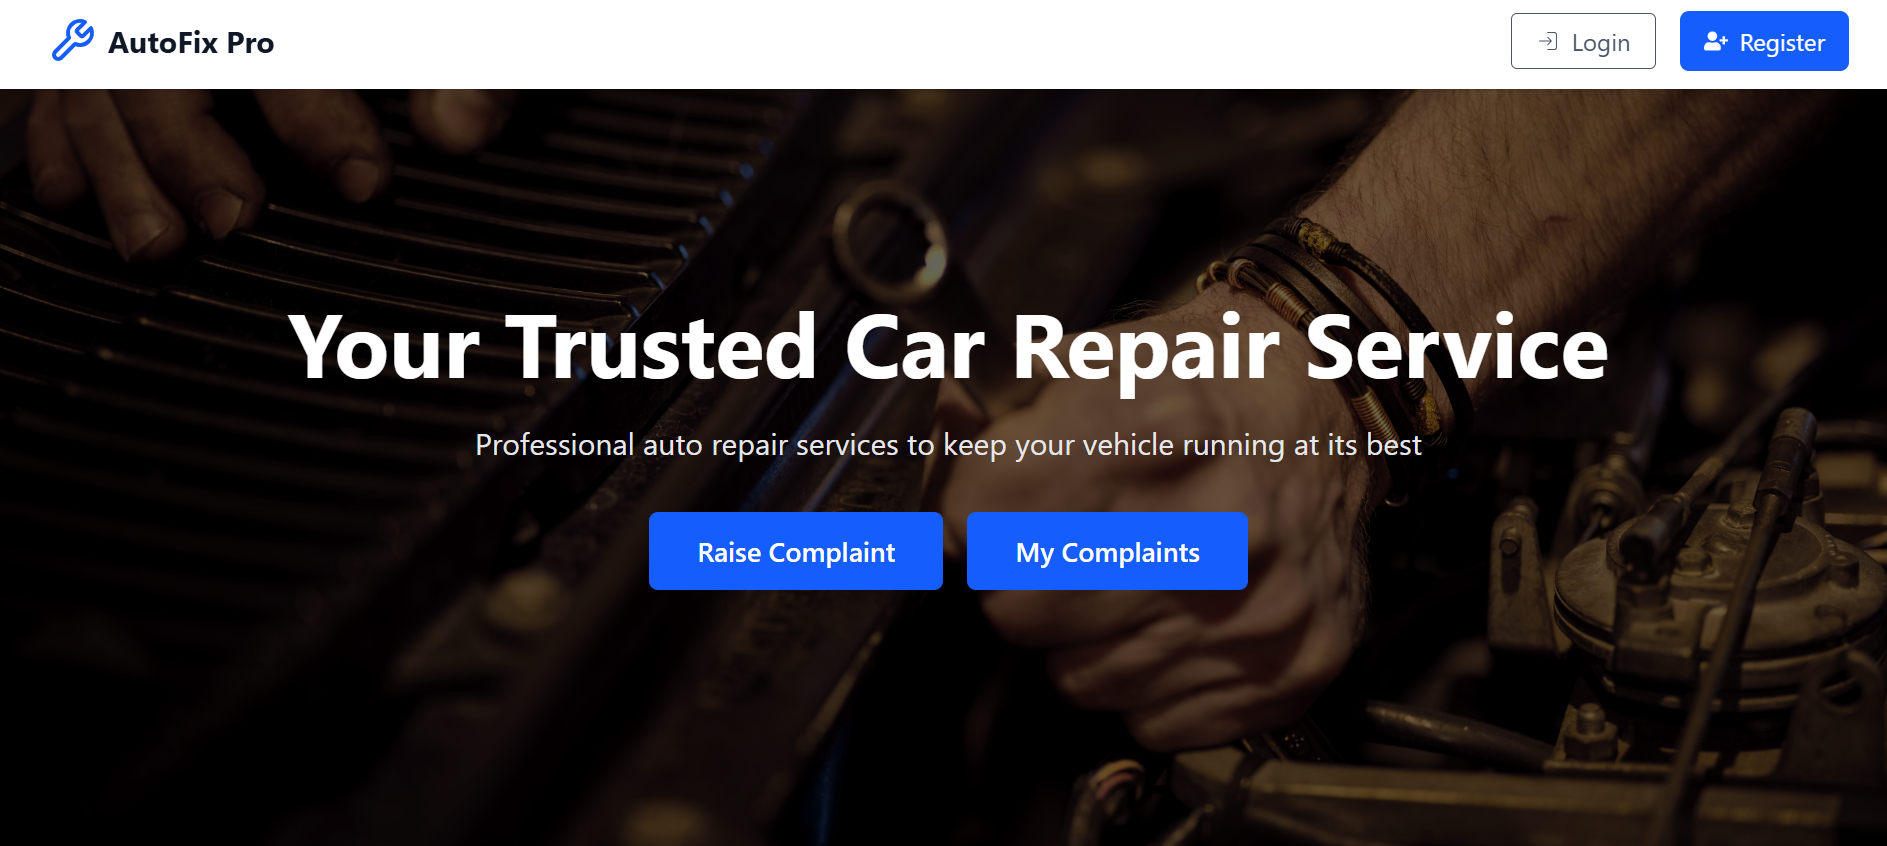 AutoFix Pro
Login
Register
Your Trusted Car Repair Service
Professional auto repair services to keep your vehicle running at its best
Raise Complaint
My Complaints